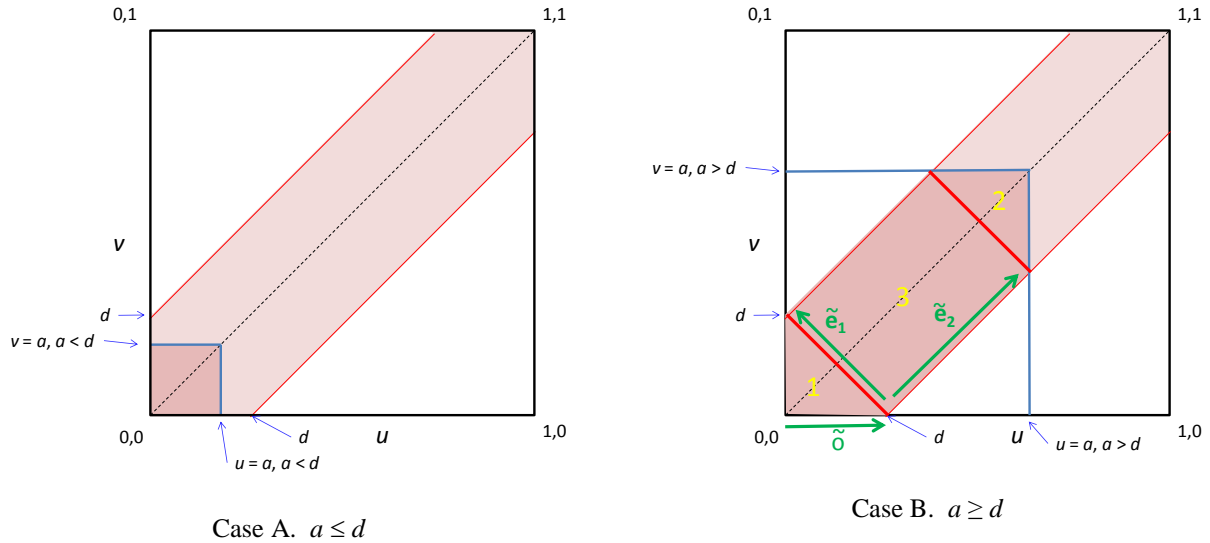 0,1
1,1
v
d
v = a, a < d
0,0
d
u
1,0
u = a, a < d
Case A. a ≤ d
0,1
1,1
v = a, a > d
2
v
3
d
ẽ₁
ẽ₂
1
0,0
õ
d
u
1,0
u = a, a > d
Case B. a ≥ d